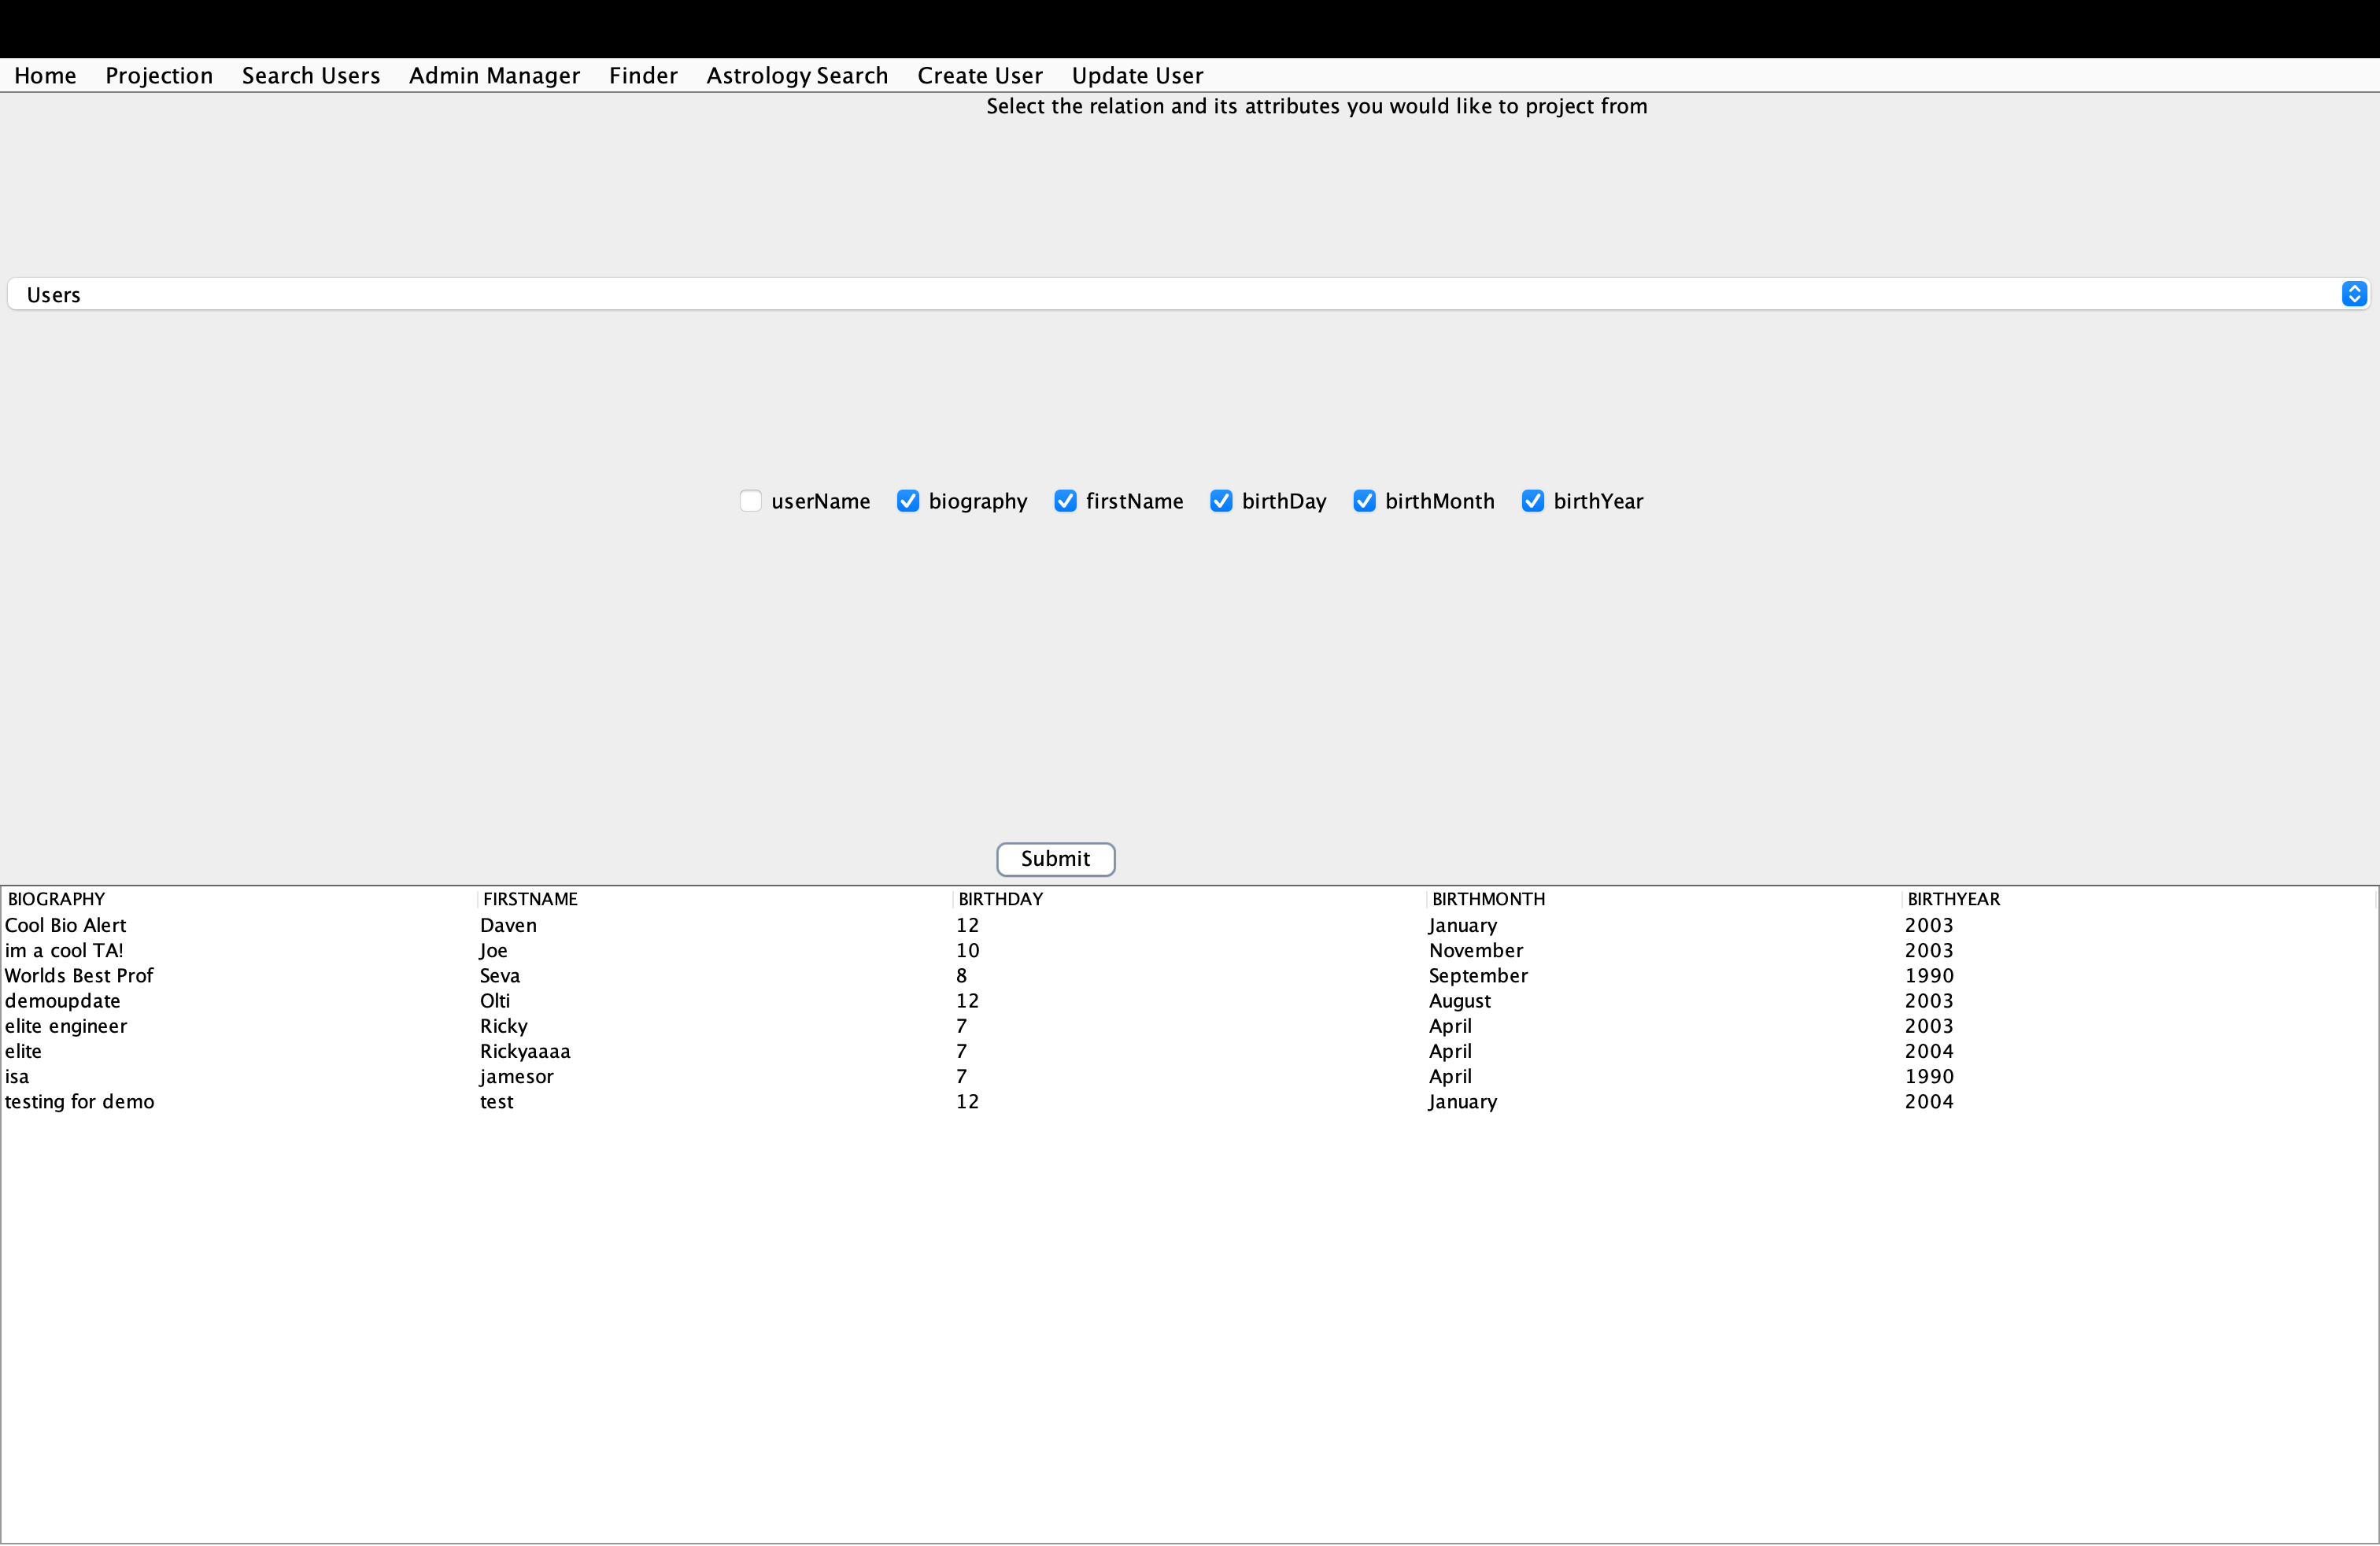 Home Projection Search Users Admin Manager Finder Astrology Search Create User Update User
Select the relation and its attributes you would like to project from
Users
userName biography firstName birthDay birthMonth birthYear
Submit
BIOGRAPHY FIRSTNAME BIRTHDAY BIRTHMONTH BIRTHYEAR
Cool Bio Alert Daven 12 January 2003
im a cool TA! Joe 10 November 2003
Worlds Best Prof Seva 8 September 1990
demoupdate Olti 12 August 2003
elite engineer Ricky 7 April 2003
elite Rickyaaaa 7 April 2004
isa jamesor 7 April 1990
testing for demo test 12 January 2004